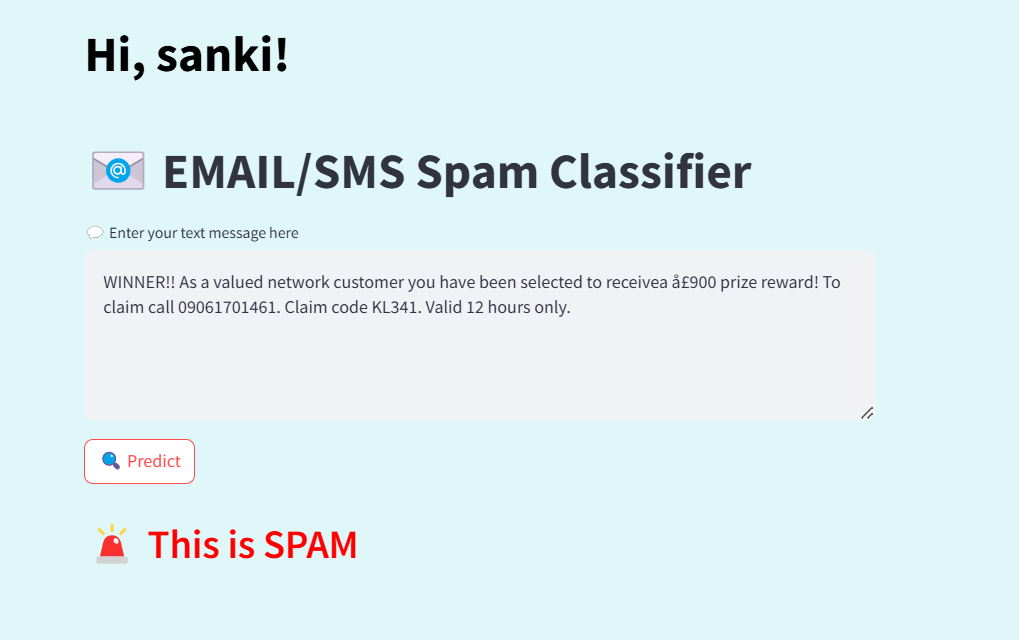 Hi, sanki!
EMAIL/SMS Spam Classifier
Enter your text message here
WINNER!! As a valued network customer you have been selected to receivea å£900 prize reward! To
claim call 09061701461. Claim code KL341. Valid 12 hours only.
Predict
This is SPAM